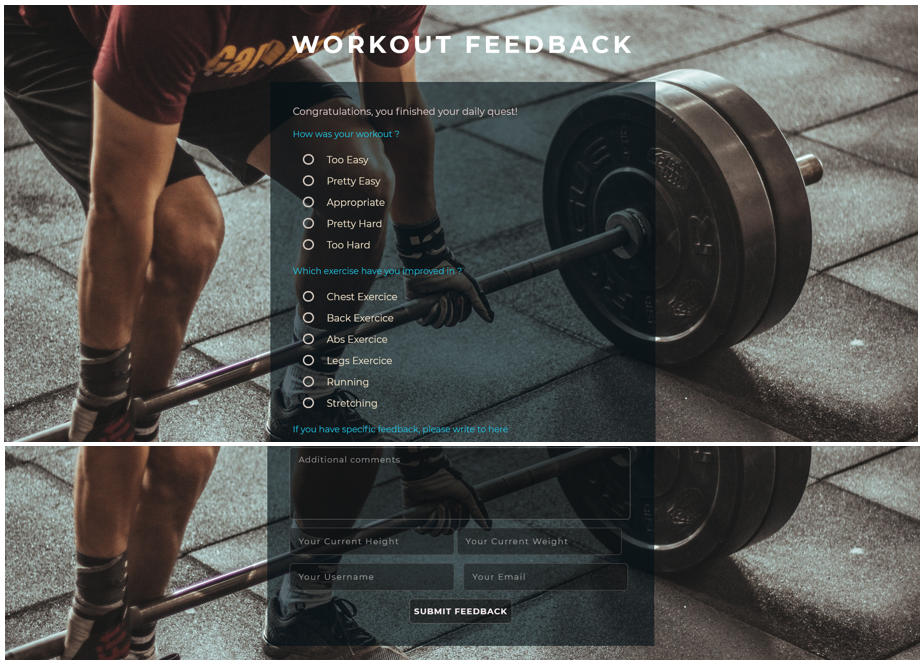 WORKOUT FEEDBACK
Congratulations, you finished your daily quest!
How was your workout ?
Too Easy
Pretty Easy
Appropriate
Pretty Hard
Too Hard
Which exercise have you improved in ?
Chest Exercice
Back Exercice
Abs Exercice
Legs Exercice
Running
Stretching
If you have specific feedback, please write to here
Additional comments
Your Current Height Your Current Weight
Your Username Your Email
SUBMIT FEEDBACK